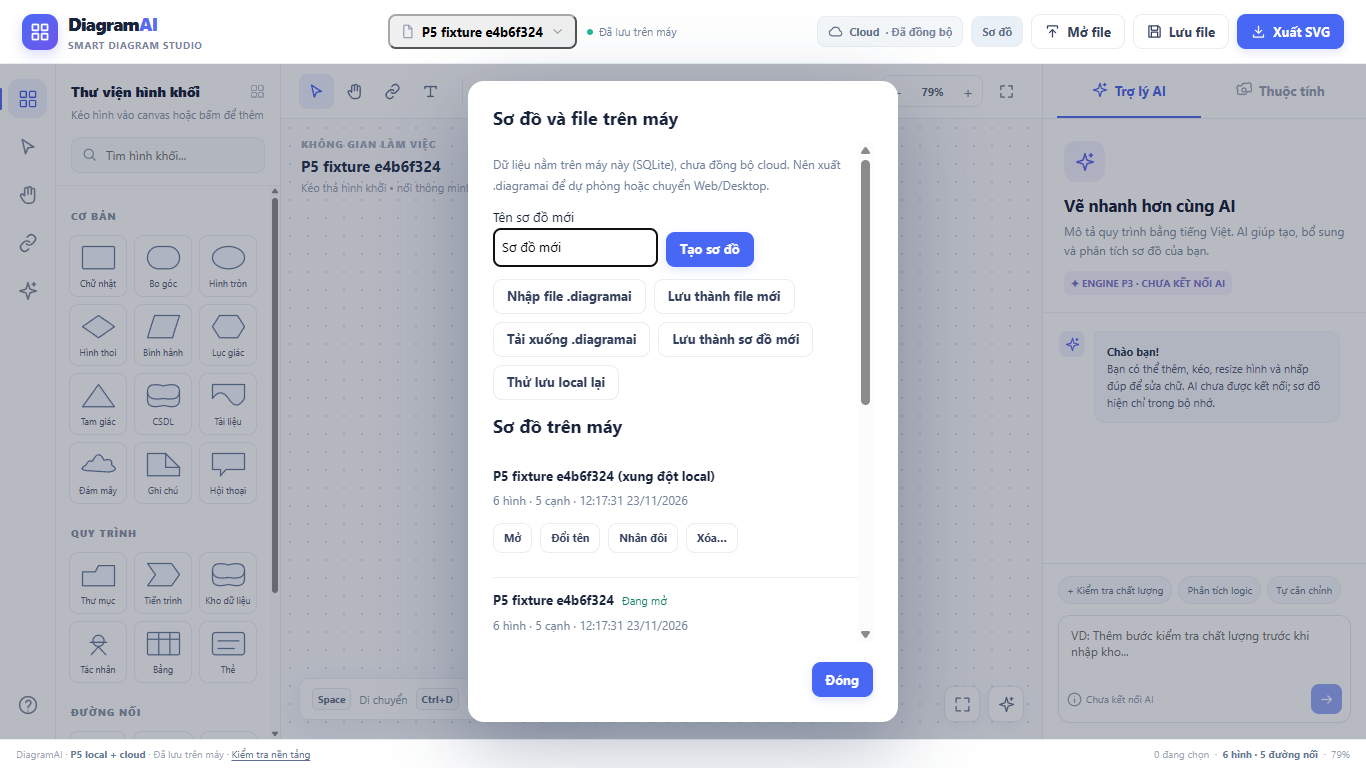 DiagramAI
SMART DIAGRAM STUDIO
P5 fixture e4b6f324
Đã lưu trên máy
Cloud · Đã đồng bộ
Sơ đồ
Mở file
Lưu file
Xuất SVG
Thư viện hình khối
Kéo hình vào canvas hoặc bấm để thêm
Tìm hình khối...
CƠ BẢN
Chữ nhật
Bo góc
Hình tròn
Hình thoi
Bình hành
Lục giác
Tam giác
CSDL
Tài liệu
Đám mây
Ghi chú
Hội thoại
QUY TRÌNH
Thư mục
Tiến trình
Kho dữ liệu
Tác nhân
Bảng
Thẻ
ĐƯỜNG NỐI
79%
KHÔNG GIAN LÀM VIỆC
P5 fixture e4b6f324
Kéo thả hình khối • nối thông minh
Space Di chuyển Ctrl+D
Sơ đồ và file trên máy
Dữ liệu nằm trên máy này (SQLite), chưa đồng bộ cloud. Nên xuất
.diagramai để dự phòng hoặc chuyển Web/Desktop.
Tên sơ đồ mới
Sơ đồ mới
Tạo sơ đồ
Nhập file .diagramai
Lưu thành file mới
Tải xuống .diagramai
Lưu thành sơ đồ mới
Thử lưu local lại
Sơ đồ trên máy
P5 fixture e4b6f324 (xung đột local)
6 hình · 5 cạnh · 12:17:31 23/11/2026
Mở
Đổi tên
Nhân đôi
Xóa...
P5 fixture e4b6f324 Đang mở
6 hình · 5 cạnh · 12:17:31 23/11/2026
Đóng
Trợ lý AI
Thuộc tính
Vẽ nhanh hơn cùng AI
Mô tả quy trình bằng tiếng Việt. AI giúp tạo, bổ sung
và phân tích sơ đồ của bạn.
✦ ENGINE P3 · CHƯA KẾT NỐI AI
Chào bạn!
Bạn có thể thêm, kéo, resize hình và nhấp
đúp để sửa chữ. AI chưa được kết nối; sơ đồ
hiện chỉ trong bộ nhớ.
+ Kiểm tra chất lượng
Phân tích logic
Tự căn chỉnh
VD: Thêm bước kiểm tra chất lượng trước khi
nhập kho...
Chưa kết nối AI
DiagramAI · P5 local + cloud · Đã lưu trên máy · Kiểm tra nền tảng
0 đang chọn · 6 hình • 5 đường nối · 79%